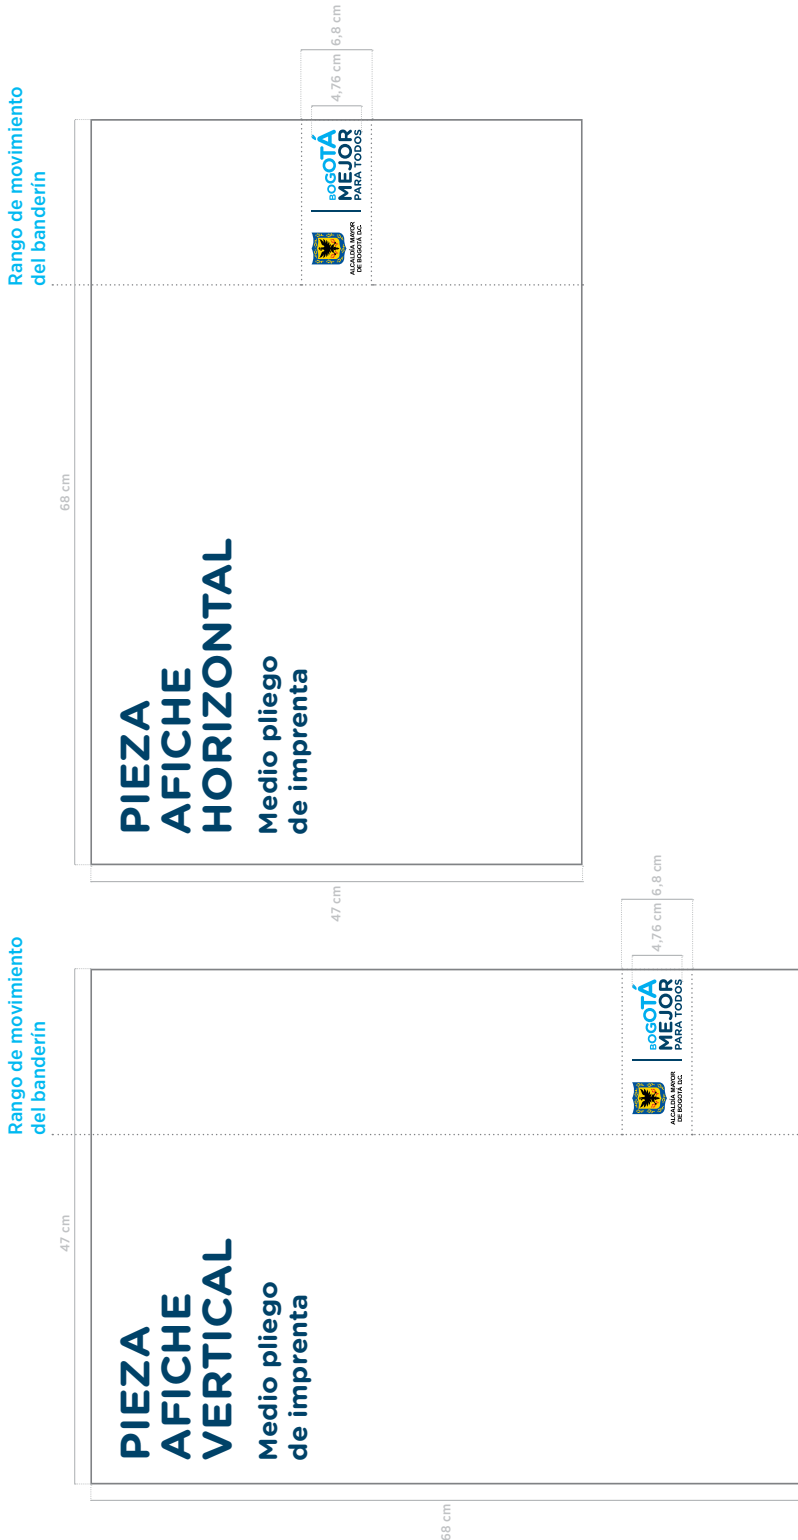 Rango de movimiento
del banderín
6,8 cm
4,76 cm
BOGOTÁ
MEJOR
PARA TODOS
ALCALDÍA MAYOR
DE BOGOTÁ D.C.
68 cm
PIEZA
AFICHE
HORIZONTAL
Medio pliego
de imprenta
47 cm
Rango de movimiento
del banderín
6,8 cm
4,76 cm
BOGOTÁ
MEJOR
PARA TODOS
ALCALDÍA MAYOR
DE BOGOTÁ D.C.
47 cm
PIEZA
AFICHE
VERTICAL
Medio pliego
de imprenta
68 cm